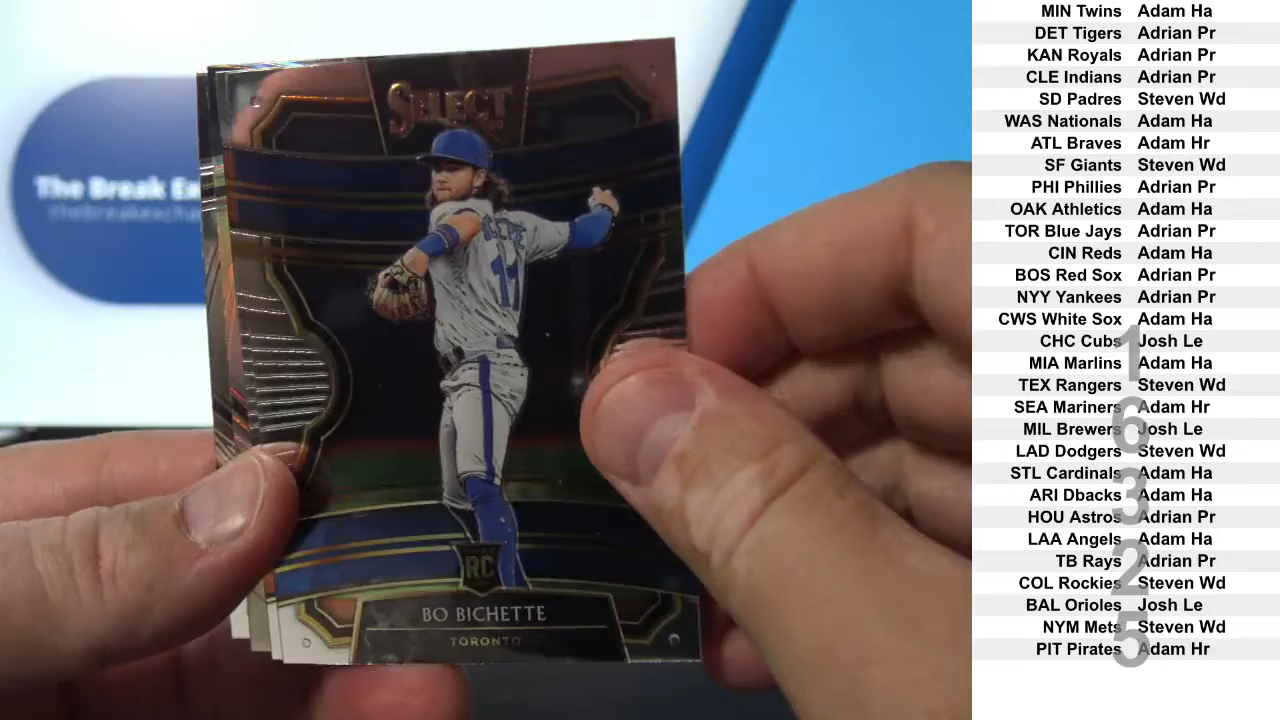 The Break Ex
thebreakexcha
SELECT
BICHETTE
11
RC
BO BICHETTE
TORONTO
MIN Twins Adam Ha
DET Tigers Adrian Pr
KAN Royals Adrian Pr
CLE Indians Adrian Pr
SD Padres Steven Wd
WAS Nationals Adam Ha
ATL Braves Adam Hr
SF Giants Steven Wd
PHI Phillies Adrian Pr
OAK Athletics Adam Ha
TOR Blue Jays Adrian Pr
CIN Reds Adam Ha
BOS Red Sox Adrian Pr
NYY Yankees Adrian Pr
CWS White Sox Adam Ha
CHC Cubs Josh Le
MIA Marlins Adam Ha
TEX Rangers Steven Wd
SEA Mariners Adam Hr
MIL Brewers Josh Le
LAD Dodgers Steven Wd
STL Cardinals Adam Ha
ARI Dbacks Adam Ha
HOU Astros Adrian Pr
LAA Angels Adam Ha
TB Rays Adrian Pr
COL Rockies Steven Wd
BAL Orioles Josh Le
NYM Mets Steven Wd
PIT Pirates Adam Hr
1
6
3
2
5